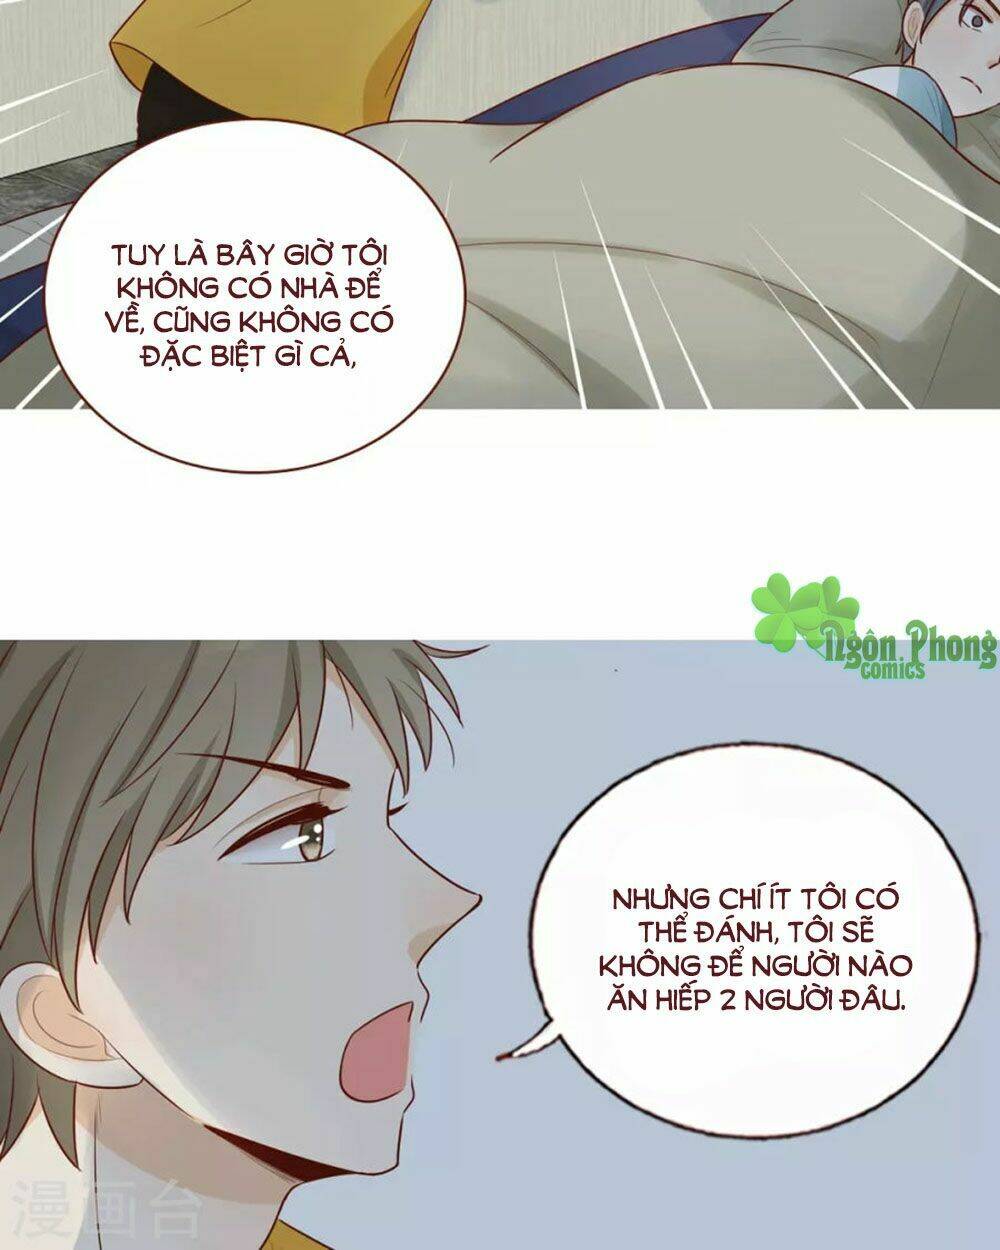 TUY LÀ BÂY GIỜ TÔI
KHÔNG CÓ NHÀ ĐỂ
VỀ, CŨNG KHÔNG CÓ
ĐẶC BIỆT GÌ CẢ,
Ngôn Phong
COMICS
NHƯNG CHÍ ÍT TÔI CÓ
THỂ ĐÁNH, TÔI SẼ
KHÔNG ĐỂ NGƯỜI NÀO
ĂN HIẾP 2 NGƯỜI ĐÂU.
漫画台